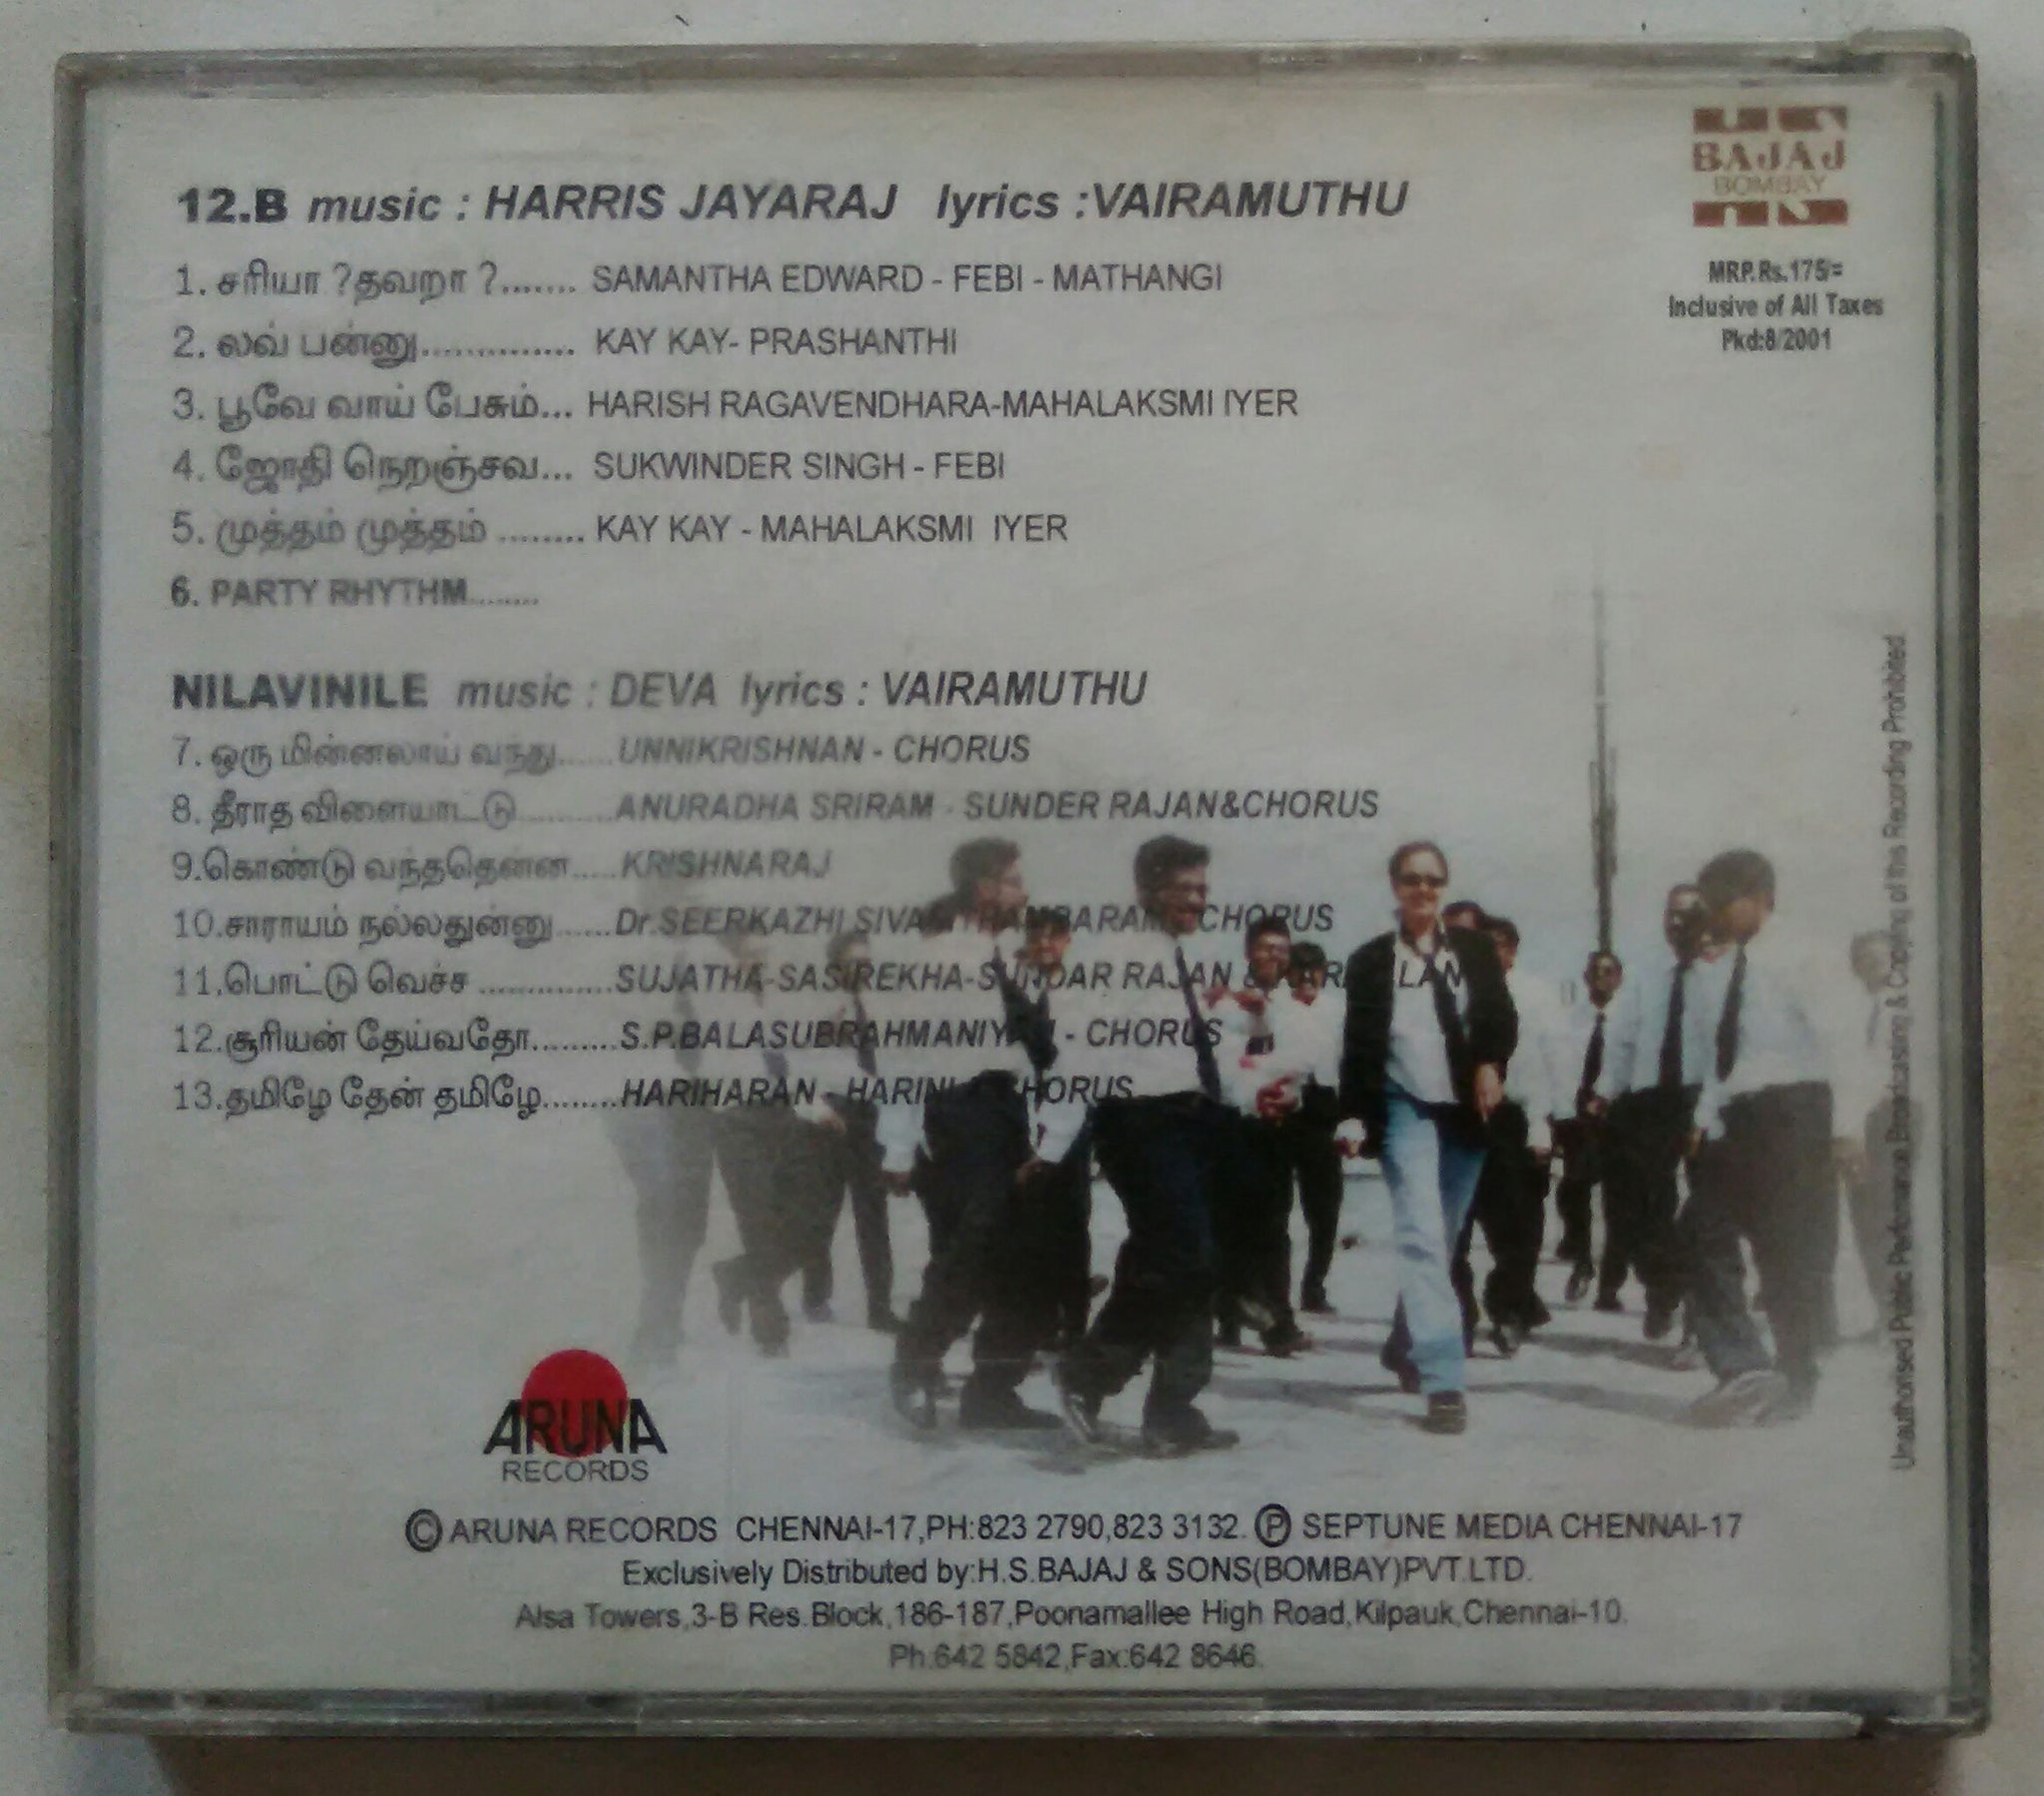 BAJAJ
BOMBAY
MRP.Rs.175/=
Inclusive of All Taxes
Pkd:8/2001
12.B music : HARRIS JAYARAJ lyrics :VAIRAMUTHU
1. சரியா ?தவறா ?....... SAMANTHA EDWARD - FEBI - MATHANGI
2. லவ் பண்ணு.............. KAY KAY- PRASHANTHI
3. பூவே வாய் பேசும்... HARISH RAGAVENDHARA-MAHALAKSMI IYER
4. ஜோதி நெறஞ்சவ... SUKWINDER SINGH - FEBI
5. முத்தம் முத்தம் ........ KAY KAY - MAHALAKSMI IYER
6. PARTY RHYTHM........
NILAVINILE music : DEVA lyrics : VAIRAMUTHU
7. ஒரு மின்னலாய் வந்து......UNNIKRISHNAN - CHORUS
8. தீராத விளையாட்டு..........ANURADHA SRIRAM - SUNDER RAJAN&CHORUS
9.கொண்டு வந்ததென்ன.....KRISHNARAJ
10.சாராயம் நல்லதுன்னு......Dr.SEERKAZHI CHORUS
11.பொட்டு வெச்ச ..............SUJATHA-SASIREKHA-SUNDAR RAJAN &
12.சூரியன் தேய்வதோ.........S.P.BALASUBRAHMANIYAM - CHORUS
13.தமிழே தேன் தமிழே........HARIHARAN - HARINI - CHORUS
Unauthorised Public Performance Broadcasing & Copying of this Recording Prohibited
ARUNA
RECORDS
©ARUNA RECORDS CHENNAI-17,PH:823 2790,823 3132. ℗ SEPTUNE MEDIA CHENNAI-17
Exclusively Distributed by:H.S.BAJAJ & SONS(BOMBAY)PVT.LTD.
Alsa Towers,3-B Res.Block,186-187,Poonamallee High Road,Kilpauk,Chennai-10.
Ph:642 5842,Fax:642 8646.